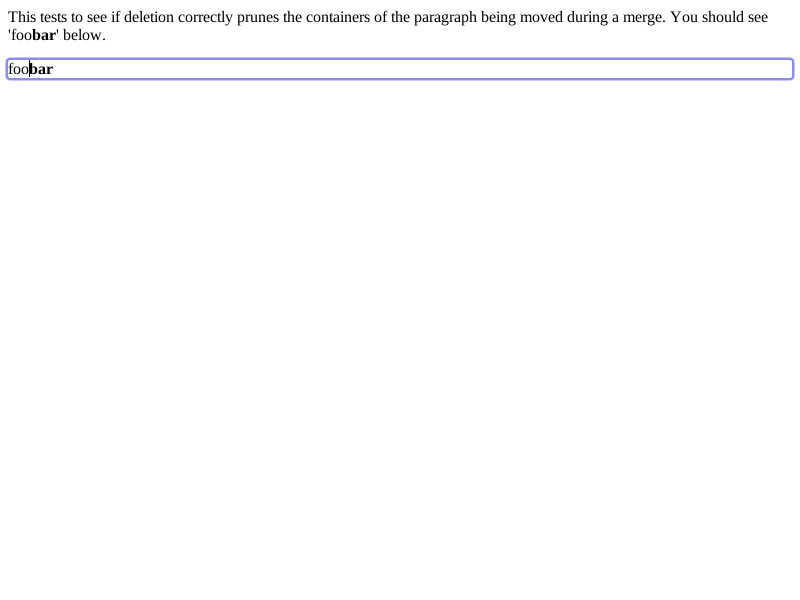 This tests to see if deletion correctly prunes the containers of the paragraph being moved during a merge. You should see
'foobar' below.
foobar